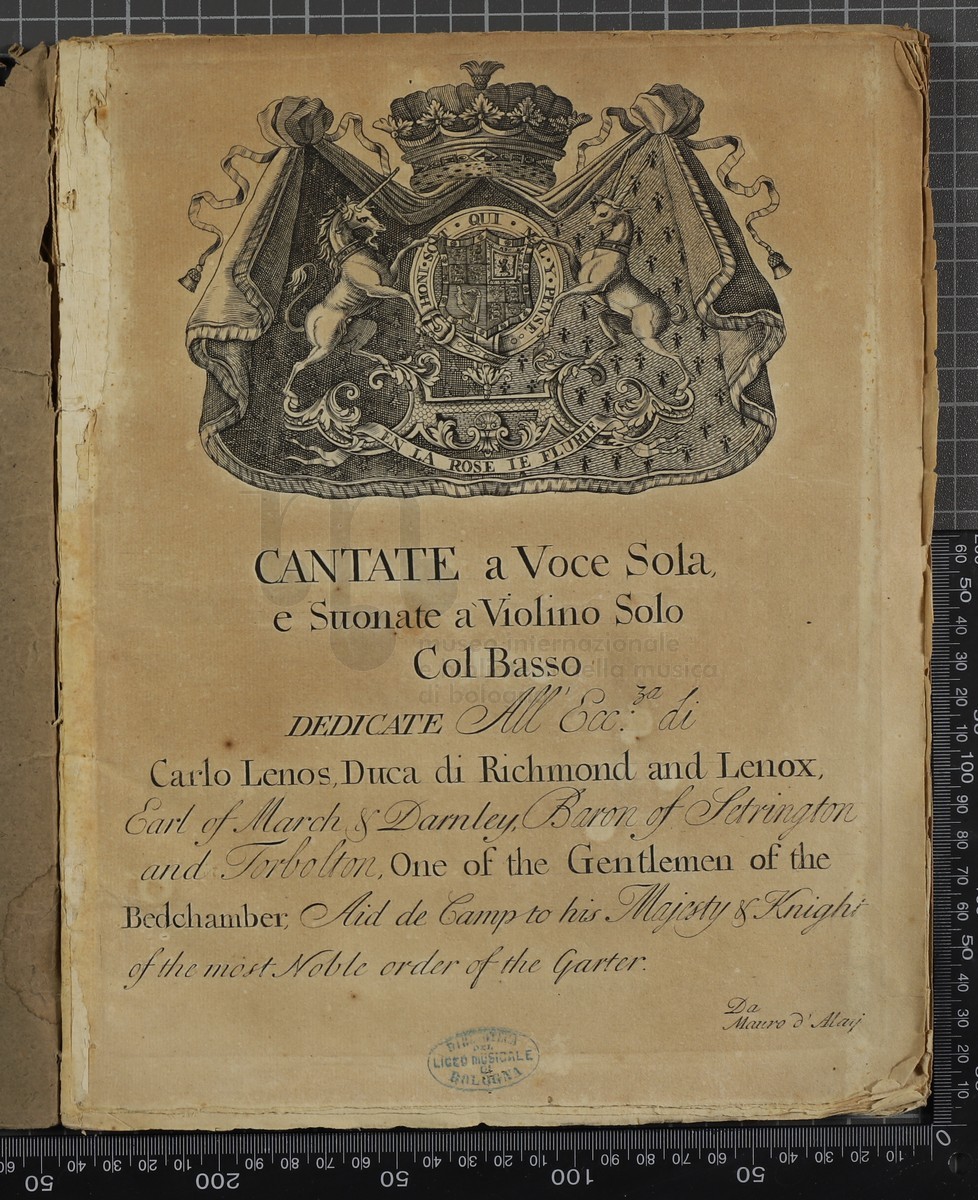 HONI · SOIT · QUI · MAL · Y · PENSE
EN LA ROSE IE FLURIE
CANTATE a Voce Sola,
e Suonate a Violino Solo
Col Basso
DEDICATE All' Ecc.za di
Carlo Lenos, Duca di Richmond and Lenox,
Earl of March & Darnley, Baron of Setrington
and Torbolton, One of the Gentlemen of the
Bedchamber, Aid de Camp to his Majesty & Knight
of the most Noble order of the Garter.
Da
Mauro d' Alaij
BIBLIOTECA
DEL
LICEO MUSICALE
DI
BOLOGNA
museo internazionale
e biblioteca della musica
di bologna